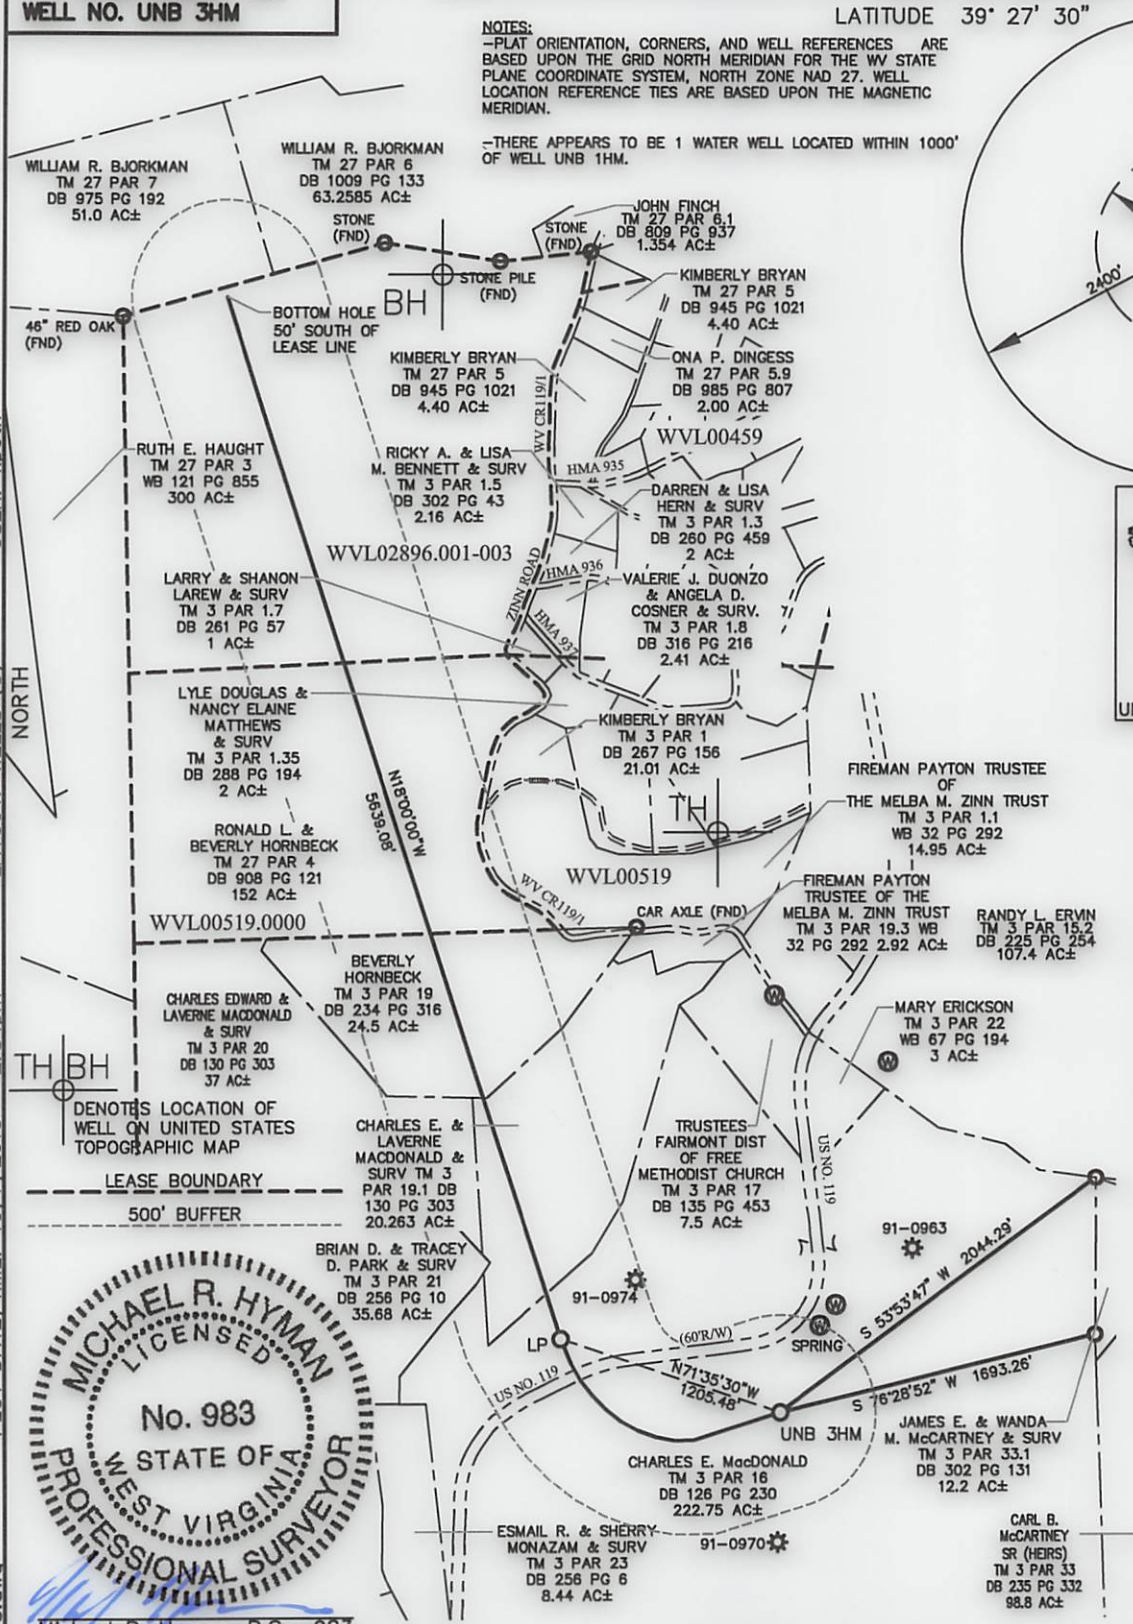 WELL NO. UNB 3HM
LATITUDE 39° 27' 30"
NOTES:
-PLAT ORIENTATION, CORNERS, AND WELL REFERENCES ARE
BASED UPON THE GRID NORTH MERIDIAN FOR THE WV STATE
PLANE COORDINATE SYSTEM, NORTH ZONE NAD 27. WELL
LOCATION REFERENCE TIES ARE BASED UPON THE MAGNETIC
MERIDIAN.
-THERE APPEARS TO BE 1 WATER WELL LOCATED WITHIN 1000'
OF WELL UNB 1HM.
WILLIAM R. BJORKMAN
TM 27 PAR 7
DB 975 PG 192
51.0 AC±
WILLIAM R. BJORKMAN
TM 27 PAR 6
DB 1009 PG 133
63.2585 AC±
STONE
(FND)
STONE
(FND)
JOHN FINCH
TM 27 PAR 6.1
DB 809 PG 937
1.354 AC±
STONE PILE
(FND)
BH
2400'
KIMBERLY BRYAN
TM 27 PAR 5
DB 945 PG 1021
4.40 AC±
46" RED OAK
(FND)
BOTTOM HOLE
50' SOUTH OF
LEASE LINE
KIMBERLY BRYAN
TM 27 PAR 5
DB 945 PG 1021
4.40 AC±
ONA P. DINGESS
TM 27 PAR 5.9
DB 985 PG 807
2.00 AC±
WV CR119/1
WVL00459
RUTH E. HAUGHT
TM 27 PAR 3
WB 121 PG 855
300 AC±
RICKY A. & LISA
M. BENNETT & SURV
TM 3 PAR 1.5
DB 302 PG 43
2.16 AC±
HMA 935
DARREN & LISA
HERN & SURV
TM 3 PAR 1.3
DB 260 PG 459
2 AC±
WVL02896.001-003
ZINN ROAD
HMA 936
LARRY & SHANON
LAREW & SURV
TM 3 PAR 1.7
DB 261 PG 57
1 AC±
VALERIE J. DUONZO
& ANGELA D.
COSNER & SURV.
TM 3 PAR 1.8
DB 316 PG 216
2.41 AC±
HMA 937
NORTH
LYLE DOUGLAS &
NANCY ELAINE
MATTHEWS
& SURV
TM 3 PAR 1.35
DB 288 PG 194
2 AC±
KIMBERLY BRYAN
TM 3 PAR 1
DB 267 PG 156
21.01 AC±
N18°00'00"W
5639.08'
TH
FIREMAN PAYTON TRUSTEE
OF
THE MELBA M. ZINN TRUST
TM 3 PAR 1.1
WB 32 PG 292
14.95 AC±
RONALD L. &
BEVERLY HORNBECK
TM 27 PAR 4
DB 908 PG 121
152 AC±
WVL00519
WV CR119/1
WVL00519.0000
CAR AXLE (FND)
FIREMAN PAYTON
TRUSTEE OF THE
MELBA M. ZINN TRUST
TM 3 PAR 19.3 WB
32 PG 292 2.92 AC±
RANDY L. ERVIN
TM 3 PAR 15.2
DB 225 PG 254
107.4 AC±
BEVERLY
HORNBECK
TM 3 PAR 19
DB 234 PG 316
24.5 AC±
CHARLES EDWARD &
LAVERNE MACDONALD
& SURV
TM 3 PAR 20
DB 130 PG 303
37 AC±
W
MARY ERICKSON
TM 3 PAR 22
WB 67 PG 194
3 AC±
W
TH BH
DENOTES LOCATION OF
WELL ON UNITED STATES
TOPOGRAPHIC MAP
LEASE BOUNDARY
500' BUFFER
CHARLES E. &
LAVERNE
MACDONALD &
SURV TM 3
PAR 19.1 DB
130 PG 303
20.263 AC±
TRUSTEES
FAIRMONT DIST
OF FREE
METHODIST CHURCH
TM 3 PAR 17
DB 135 PG 453
7.5 AC±
US NO. 119
BRIAN D. & TRACEY
D. PARK & SURV
TM 3 PAR 21
DB 256 PG 10
35.68 AC±
91-0974
91-0963
S 53°53'47" W 2044.29'
W
W
SPRING
LP
(60'R/W)
US NO. 119
N71°35'30"W
1205.48'
S 76°28'52" W 1693.26'
UNB 3HM
JAMES E. & WANDA
M. McCARTNEY & SURV
TM 3 PAR 33.1
DB 302 PG 131
12.2 AC±
CHARLES E. MacDONALD
TM 3 PAR 16
DB 126 PG 230
222.75 AC±
ESMAIL R. & SHERRY
MONAZAM & SURV
TM 3 PAR 23
DB 256 PG 6
8.44 AC±
91-0970
CARL B.
McCARTNEY
SR (HEIRS)
TM 3 PAR 33
DB 235 PG 332
98.8 AC±
MICHAEL R. HYMAN
LICENSED
No. 983
STATE OF
WEST VIRGINIA
PROFESSIONAL SURVEYOR